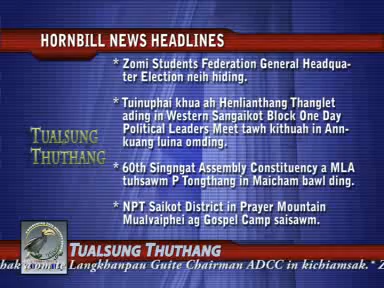 HORNBILL NEWS HEADLINES
* Zomi Students Federation General Headqua-
ter Election neih hiding.
* Tuinuphai khua ah Henlianthang Thanglet
ading in Western Sangaikot Block One Day
Political Leaders Meet tawh kithuah in Ann-
kuang luina omding.
TUALSUNG
THUTHANG
* 60th Singngat Assembly Constituency a MLA
tuhsawm P Tongthang in Maicham bawl ding.
* NPT Saikot District in Prayer Mountain
Mualvaiphei ag Gospel Camp saisawm.
TUALSUNG THUTHANG
Langkhanpau Guite Chairman ADCC in kichiamsak.* Z